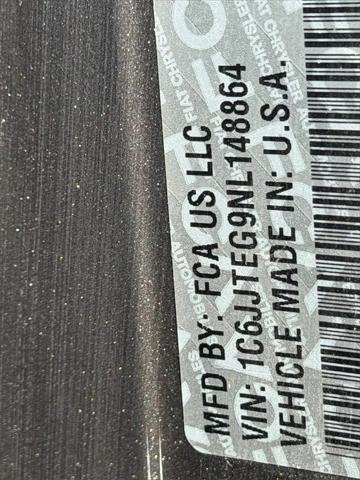 MFD BY: FCA US LLC
VIN: 1C6JJTEG9NL148864
VEHICLE MADE IN: U.S.A.